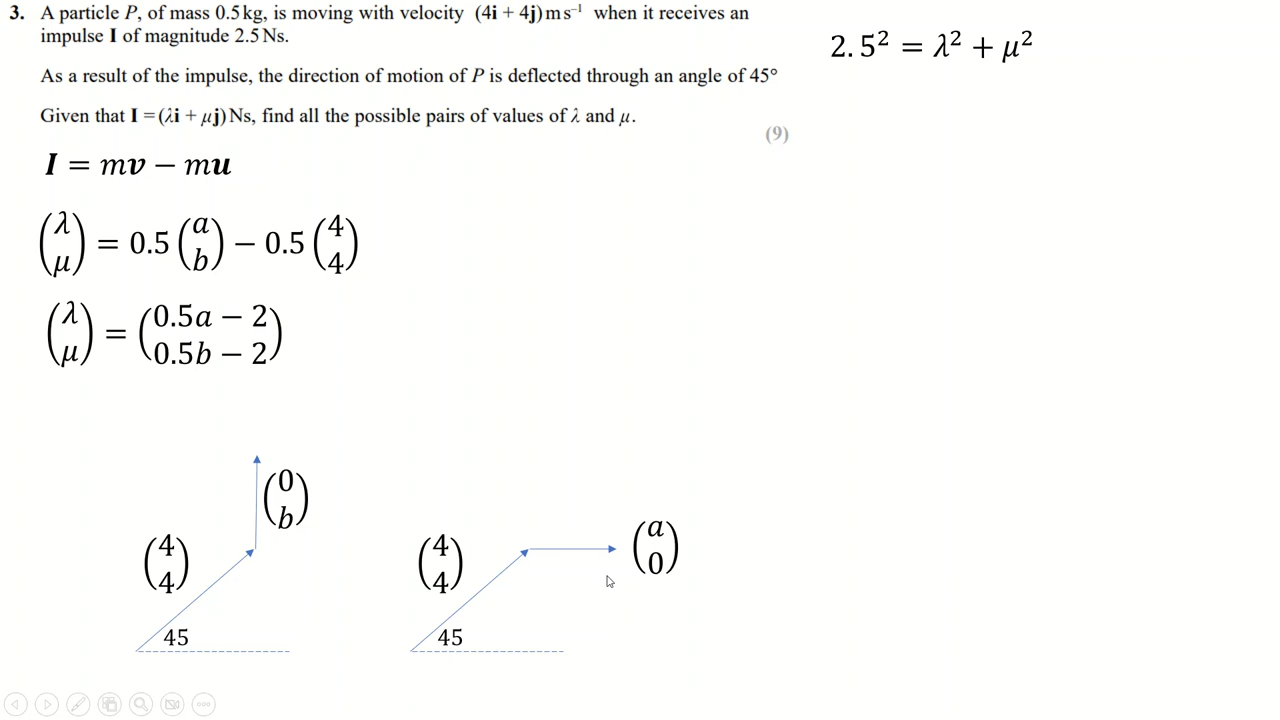 3. A particle P, of mass 0.5 kg, is moving with velocity (4i + 4j) m s⁻¹ when it receives an
impulse I of magnitude 2.5 Ns.
As a result of the impulse, the direction of motion of P is deflected through an angle of 45°
Given that I = (λi + μj) Ns, find all the possible pairs of values of λ and μ.
(9)
2.5² = λ² + μ²
I = mv − mu
(λ μ) = 0.5 (a b) − 0.5 (4 4)
(λ μ) = (0.5a − 2 0.5b − 2)
(0 b)
(4 4)
45
(a 0)
(4 4)
45